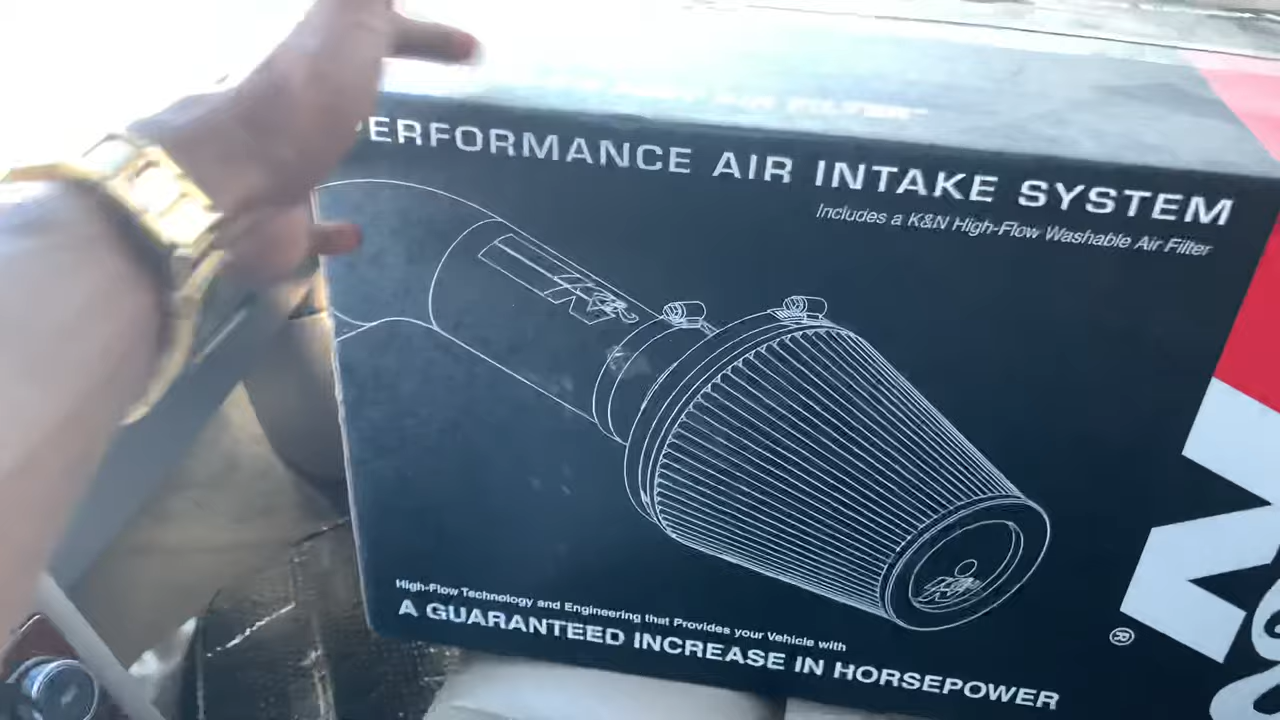 PERFORMANCE AIR INTAKE SYSTEM
Includes a K&N High-Flow Washable Air Filter
High-Flow Technology and Engineering that Provides your Vehicle with
A GUARANTEED INCREASE IN HORSEPOWER
®